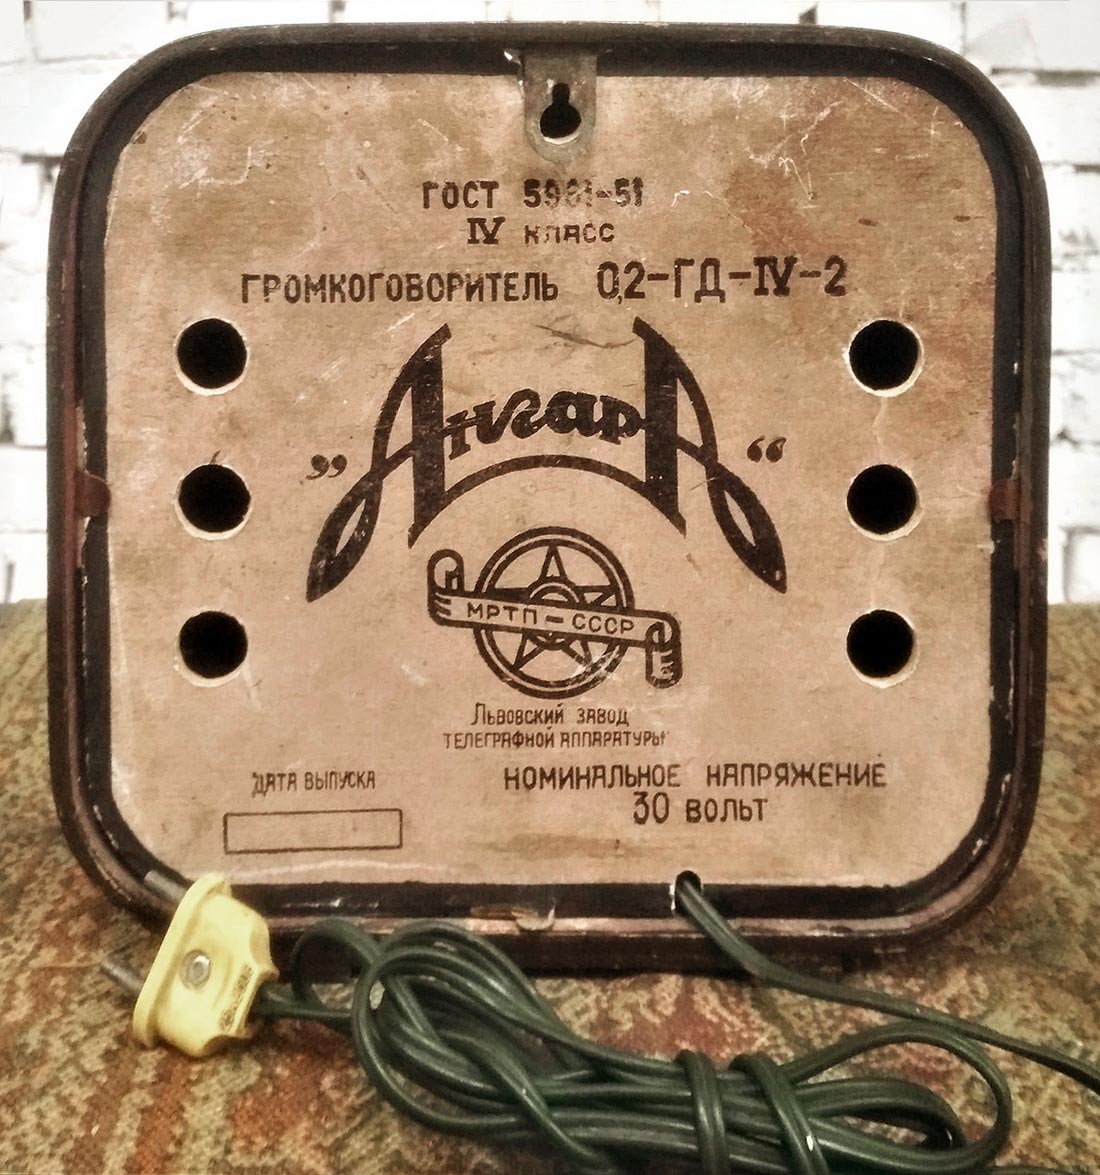 ГОСТ 5961-51
IV КЛАСС
ГРОМКОГОВОРИТЕЛЬ 0,2-ГД-IV-2
„АнгарА“
МРТП — СССР
Львовский завод
телеграфной аппаратуры
ДАТА ВЫПУСКА
НОМИНАЛЬНОЕ НАПРЯЖЕНИЕ
30 ВОЛЬТ